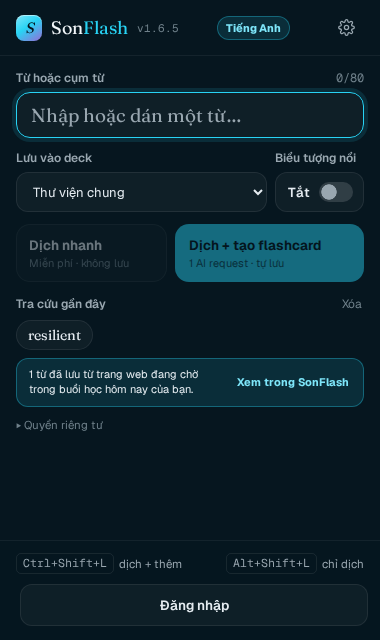 S SonFlash v1.6.5 Tiếng Anh
Từ hoặc cụm từ 0/80
Nhập hoặc dán một từ...
Lưu vào deck Biểu tượng nổi
Thư viện chung Tắt
Dịch nhanh Dịch + tạo flashcard
Miễn phí · không lưu 1 AI request · tự lưu
Tra cứu gần đây Xóa
resilient
1 từ đã lưu từ trang web đang chờ
trong buổi học hôm nay của bạn. Xem trong SonFlash
▸ Quyền riêng tư
Ctrl+Shift+L dịch + thêm Alt+Shift+L chỉ dịch
Đăng nhập